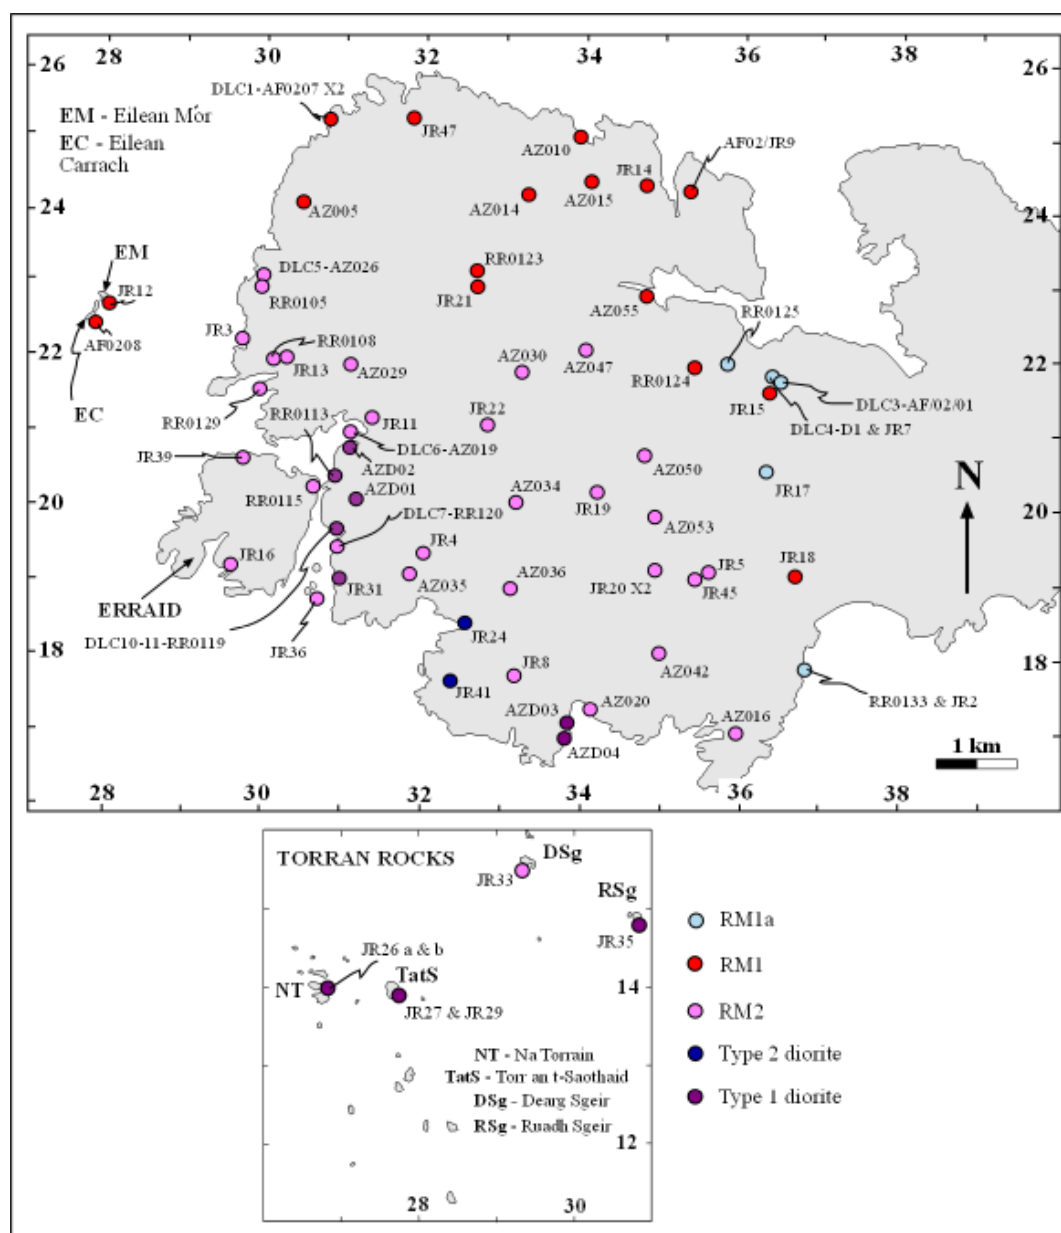 30
32
34
36
38
26
26
DLC1-AF0207 X2
EM - Eilean Mór
EC - Eilean
Carrach
JR47
AZ010
AF02/JR9
JR14
AZ015
AZ014
24
24
AZ005
EM
RR0123
DLC5-AZ026
JR12
RR0105
JR21
AZ055
RR0125
AF0208
JR3
RR0108
22
22
JR13
AZ029
AZ030
AZ047
RR0124
EC
RR0129
RR0113
JR11
JR22
JR15
DLC3-AF/02/01
DLC4-D1 & JR7
DLC6-AZ019
JR39
AZD02
AZD01
AZ050
N
RR0115
AZ034
JR19
JR17
DLC7-RR120
20
20
AZ053
JR16
JR4
JR5
JR18
ERRAID
JR31
AZ035
AZ036
JR20 X2
JR45
DLC10-11-RR0119
JR36
JR24
18
18
JR8
AZ042
JR41
AZD03
AZ020
RR0133 & JR2
AZ016
AZD04
1 km
28
30
32
34
36
38
TORRAN ROCKS
DSg
JR33
RSg
RM1a
JR35
JR26 a & b
RM1
NT
TatS
14
JR27 & JR29
RM2
NT - Na Torrain
Type 2 diorite
TatS - Torr an t-Saothaid
DSg - Dearg Sgeir
Type 1 diorite
RSg - Ruadh Sgeir
12
28
30